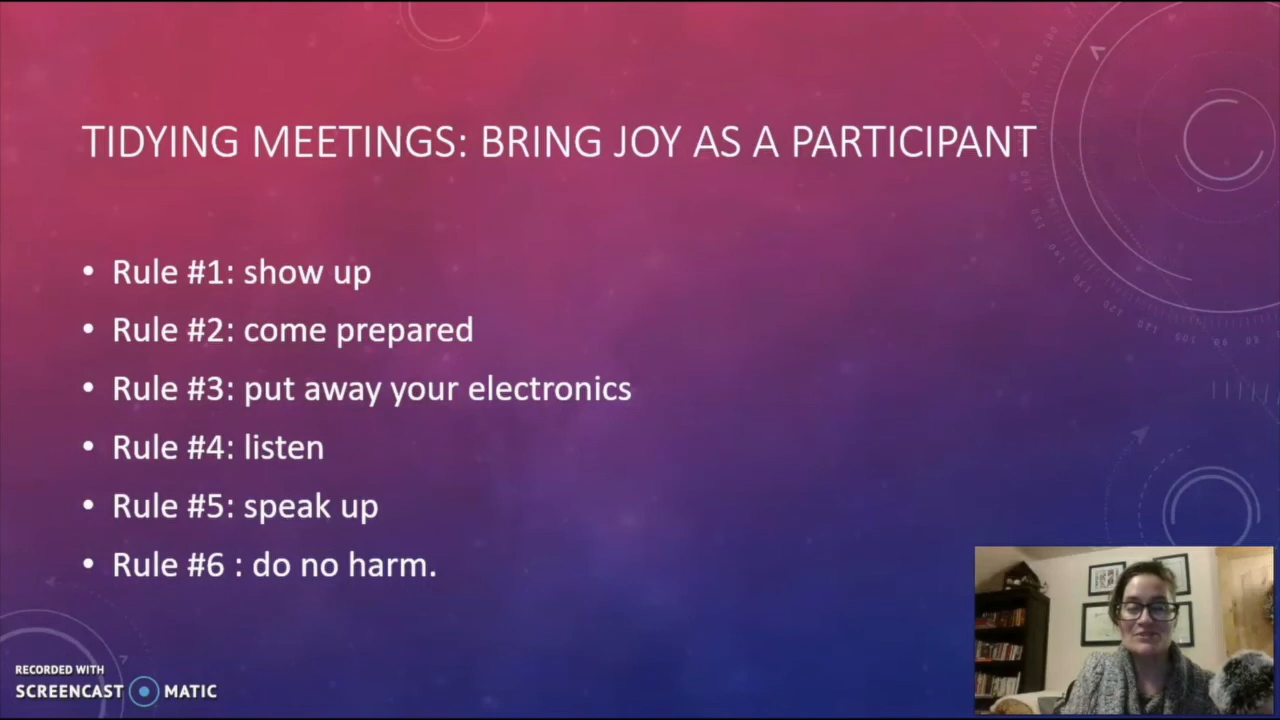 TIDYING MEETINGS: BRING JOY AS A PARTICIPANT
• Rule #1: show up
• Rule #2: come prepared
• Rule #3: put away your electronics
• Rule #4: listen
• Rule #5: speak up
• Rule #6 : do no harm.
RECORDED WITH
SCREENCAST MATIC